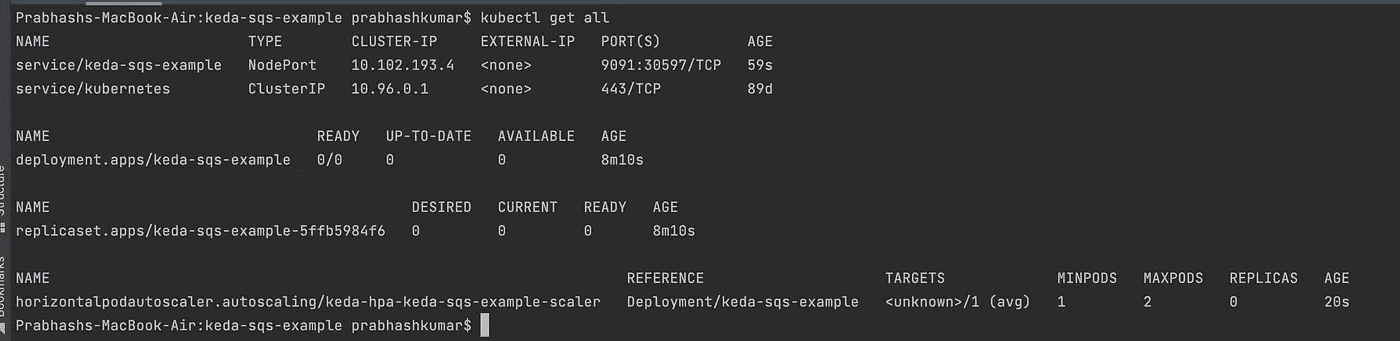 Prabhashs-MacBook-Air:keda-sqs-example prabhashkumar$ kubectl get all
NAME TYPE CLUSTER-IP EXTERNAL-IP PORT(S) AGE
service/keda-sqs-example NodePort 10.102.193.4 <none> 9091:30597/TCP 59s
service/kubernetes ClusterIP 10.96.0.1 <none> 443/TCP 89d
NAME READY UP-TO-DATE AVAILABLE AGE
deployment.apps/keda-sqs-example 0/0 0 0 8m10s
NAME DESIRED CURRENT READY AGE
replicaset.apps/keda-sqs-example-5ffb5984f6 0 0 0 8m10s
NAME REFERENCE TARGETS MINPODS MAXPODS REPLICAS AGE
horizontalpodautoscaler.autoscaling/keda-hpa-keda-sqs-example-scaler Deployment/keda-sqs-example <unknown>/1 (avg) 1 2 0 20s
Prabhashs-MacBook-Air:keda-sqs-example prabhashkumar$
Structure
Bookmarks